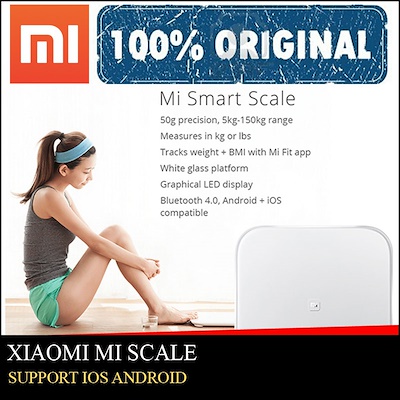 mi
100% ORIGINAL
Mi Smart Scale
50g precision, 5kg-150kg range
Measures in kg or lbs
Tracks weight + BMI with Mi Fit app
White glass platform
Graphical LED display
Bluetooth 4.0, Android + iOS
compatible
XIAOMI MI SCALE
SUPPORT IOS ANDROID